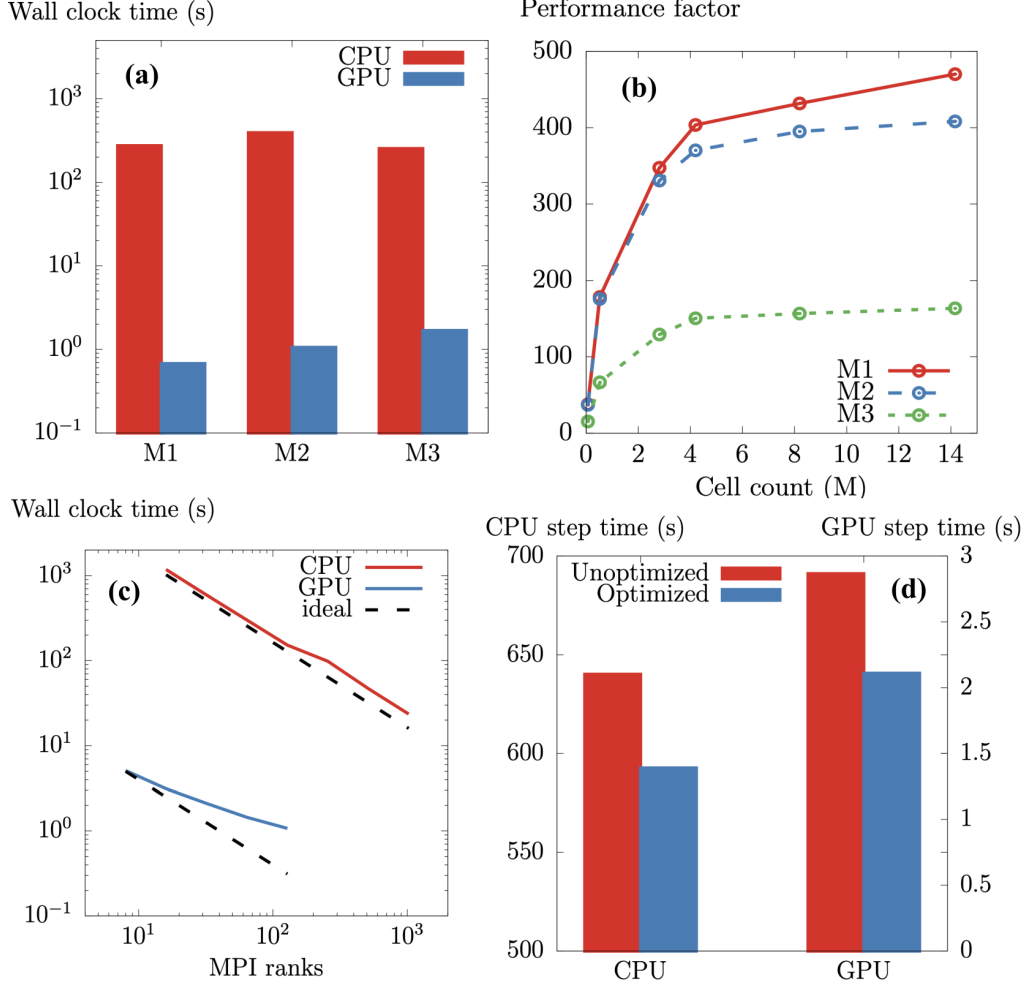 Wall clock time (s)
(a)
CPU
GPU
10^3
10^2
10^1
10^0
10^−1
M1 M2 M3
Performance factor
(b)
500
400
300
200
100
0
M1
M2
M3
0 2 4 6 8 10 12 14
Cell count (M)
Wall clock time (s)
(c)
CPU
GPU
ideal
10^3
10^2
10^1
10^0
10^−1
10^1 10^2 10^3
MPI ranks
CPU step time (s)
GPU step time (s)
Unoptimized
Optimized
(d)
700
650
600
550
500
3
2.5
2
1.5
1
0.5
0
CPU GPU